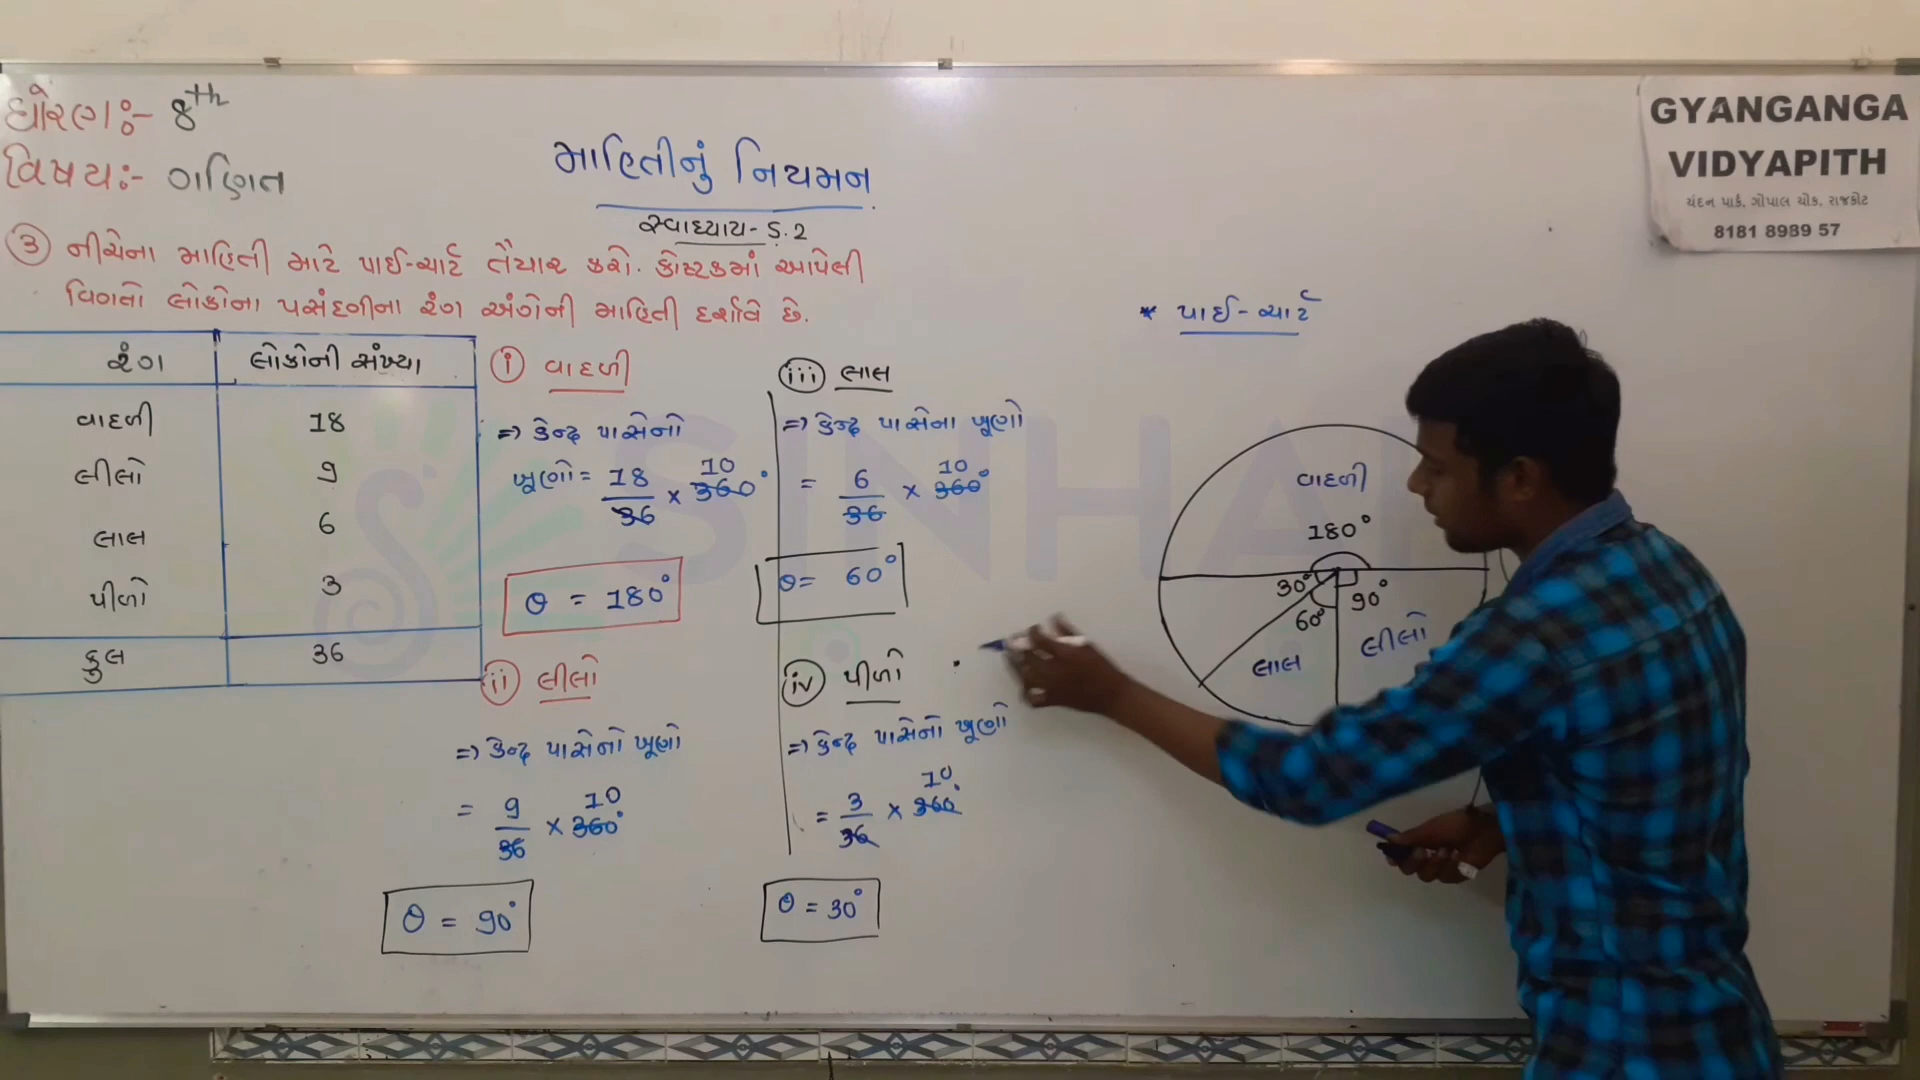 ધોરણ:- 8th
વિષય:- ગણિત
માહિતીનું નિયમન
સ્વાધ્યાય - 5.2
③ નીચેના માહિતી માટે પાઈ-ચાર્ટ તૈયાર કરો. કોષ્ટકમાં આપેલી
વિગતો લોકોના પસંદગીના રંગ અંગેની માહિતી દર્શાવે છે.
રંગ લોકોની સંખ્યા
વાદળી 18
લીલો 9
લાલ 6
પીળો 3
કુલ 36
(i) વાદળી
⇒ કેન્દ્ર પાસેનો
ખૂણો = 18/36 × 360° 10
θ = 180°
(ii) લીલો
⇒ કેન્દ્ર પાસેનો ખૂણો
= 9/36 × 360° 10
θ = 90°
(iii) લાલ
⇒ કેન્દ્ર પાસેના ખૂણો
= 6/36 × 360° 10
θ = 60°
(iv) પીળો
⇒ કેન્દ્ર પાસેનો ખૂણો
= 3/36 × 360° 10
θ = 30°
* પાઈ - ચાર્ટ
વાદળી
180°
30°
60°
90°
લાલ
લીલો
GYANGANGA
VIDYAPITH
ચંદન પાર્ક, ગોપાલ ચોક, રાજકોટ
8181 8989 57